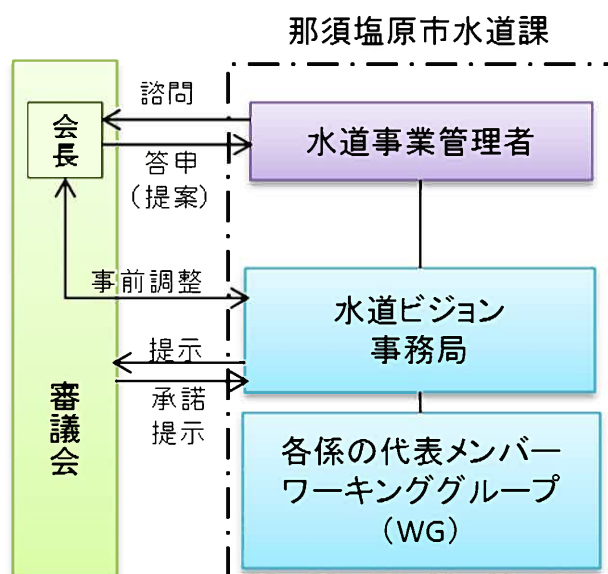 那須塩原市水道課
会長
諮問
答申
(提案)
水道事業管理者
事前調整
水道ビジョン
事務局
提示
承諾
提示
審議会
各係の代表メンバー
ワーキンググループ
(WG)